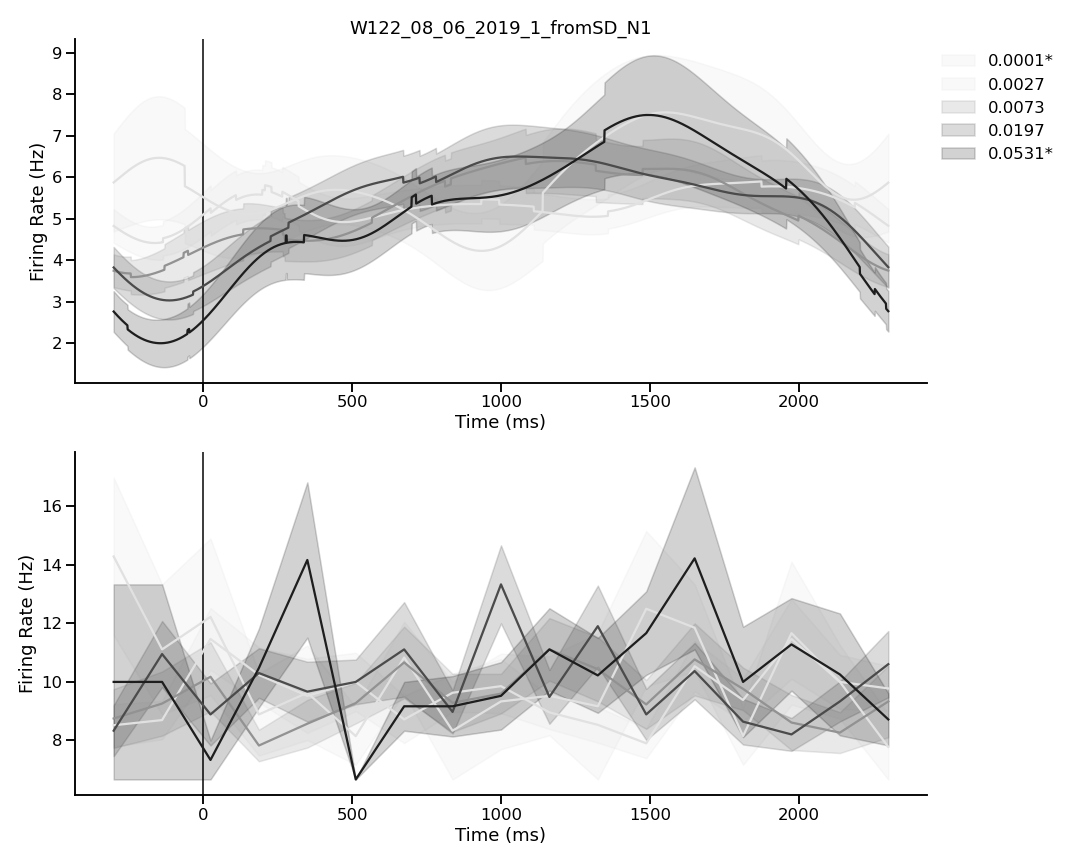 W122_08_06_2019_1_fromSD_N1
9
8
7
6
5
4
3
2
Firing Rate (Hz)
0 500 1000 1500 2000
Time (ms)
0.0001*
0.0027
0.0073
0.0197
0.0531*
16
14
12
10
8
Firing Rate (Hz)
0 500 1000 1500 2000
Time (ms)